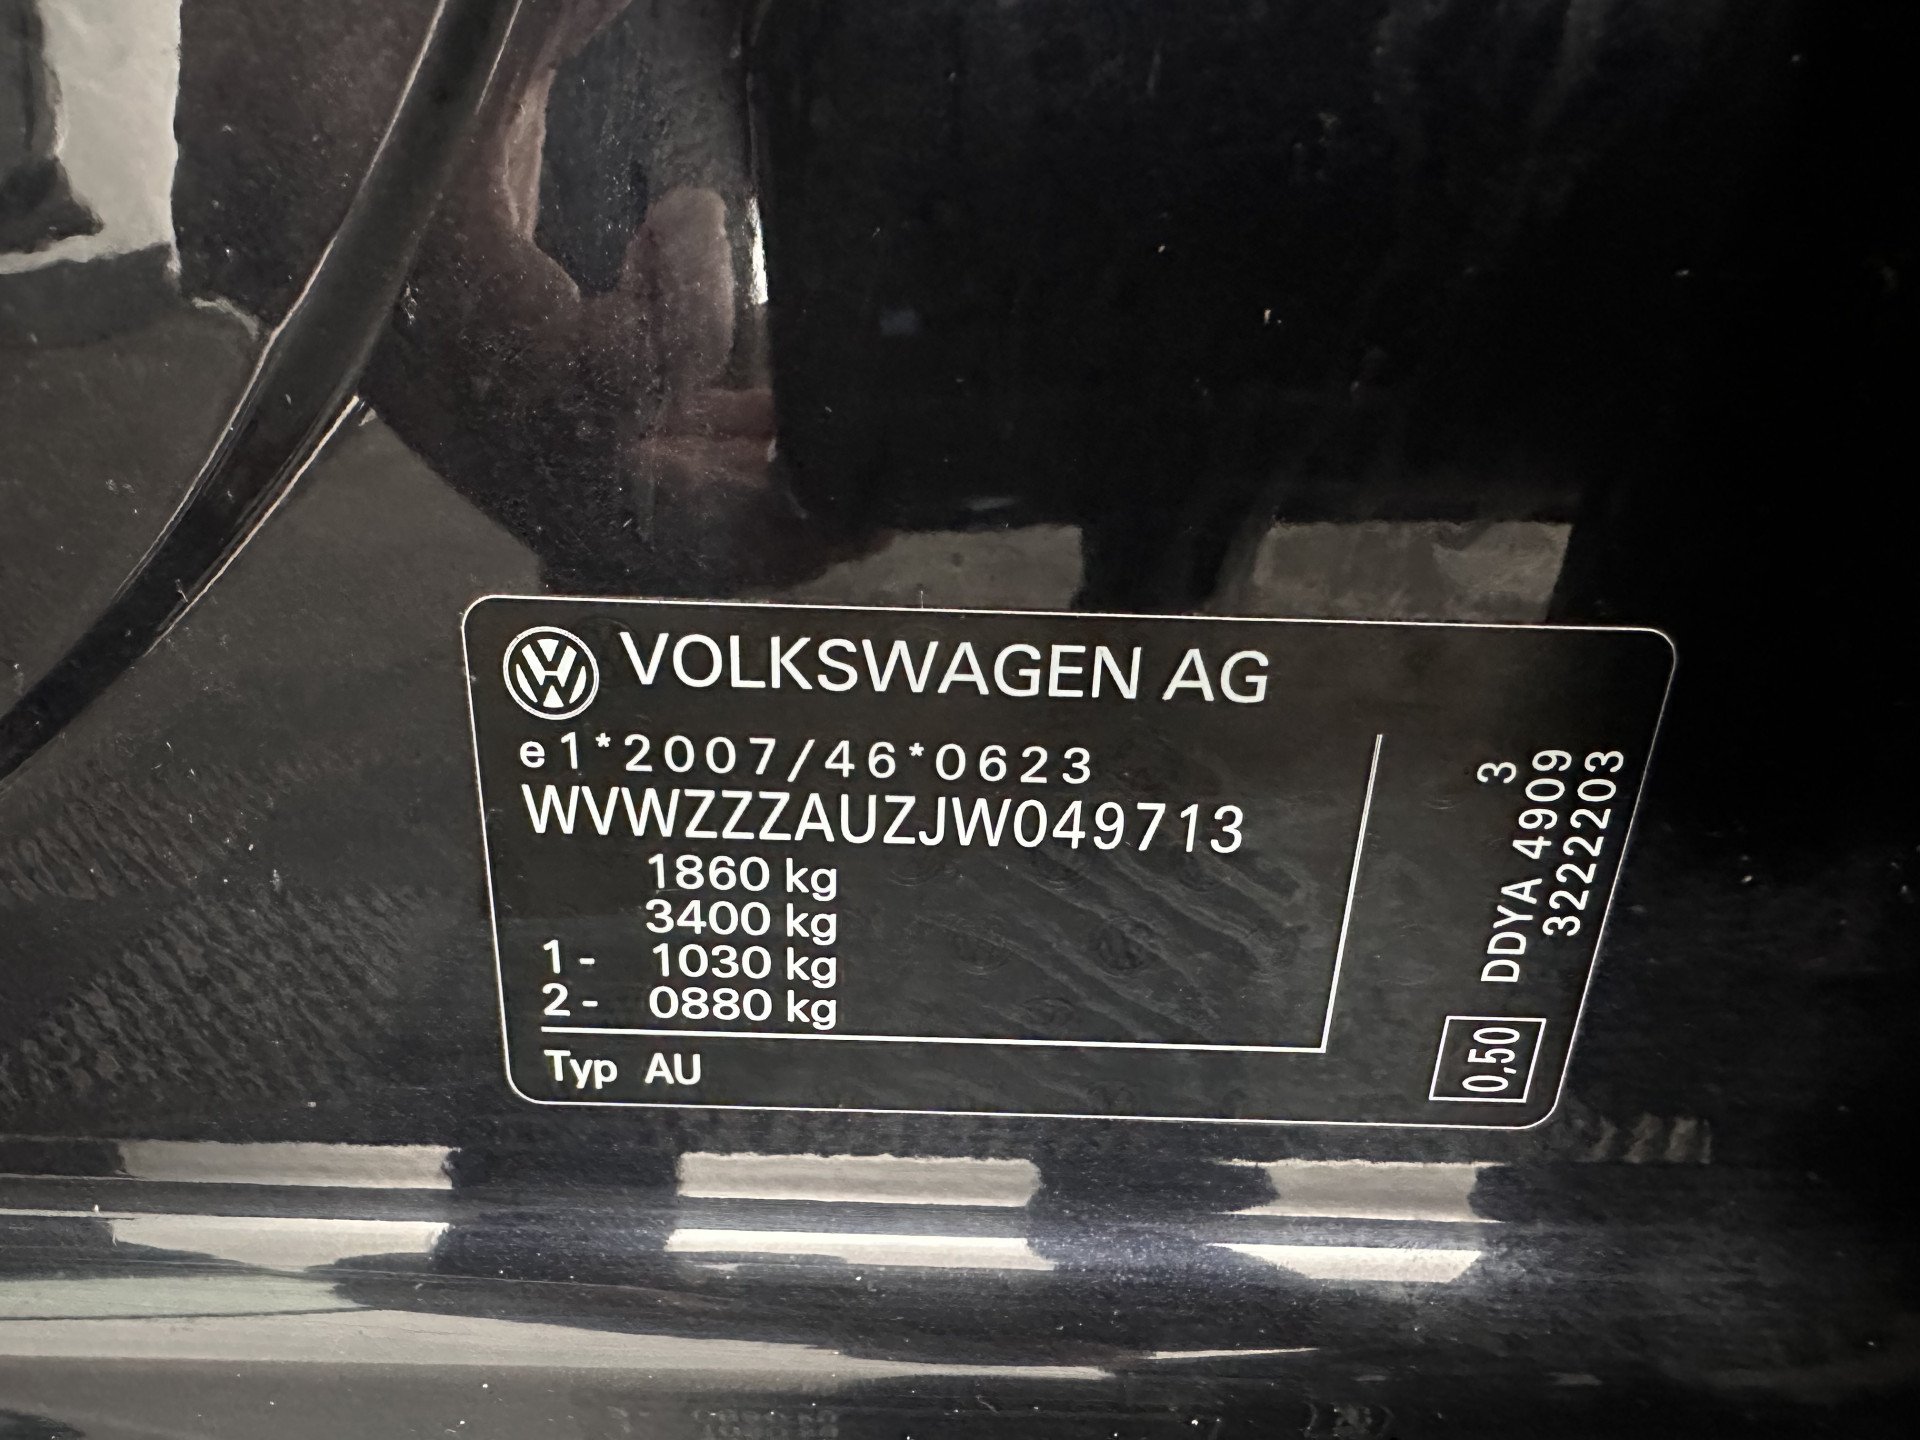 VOLKSWAGEN AG
e1*2007/46*0623
WVWZZZAUZJW049713
1860 kg
3400 kg
1- 1030 kg
2- 0880 kg
Typ AU
3
DDYA 4909
3222203
0,50